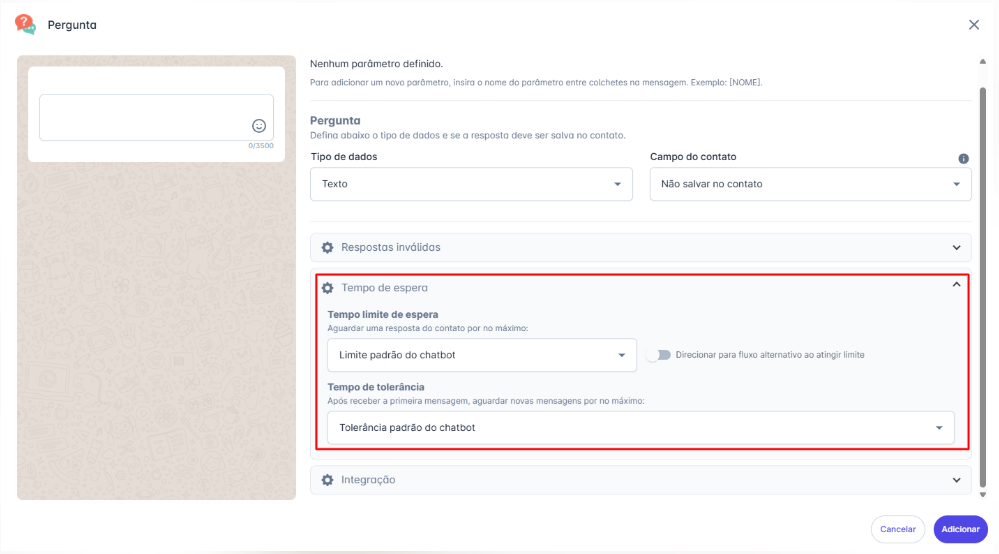 Pergunta
0/3500
Nenhum parâmetro definido.
Para adicionar um novo parâmetro, insira o nome do parâmetro entre colchetes na mensagem. Exemplo: [NOME].
Pergunta
Defina abaixo o tipo de dados e se a resposta deve ser salva no contato.
Tipo de dados
Campo do contato
Texto
Não salvar no contato
Respostas inválidas
Tempo de espera
Tempo limite de espera
Aguardar uma resposta do contato por no máximo:
Limite padrão do chatbot
Direcionar para fluxo alternativo ao atingir limite
Tempo de tolerância
Após receber a primeira mensagem, aguardar novas mensagens por no máximo:
Tolerância padrão do chatbot
Integração
Cancelar
Adicionar